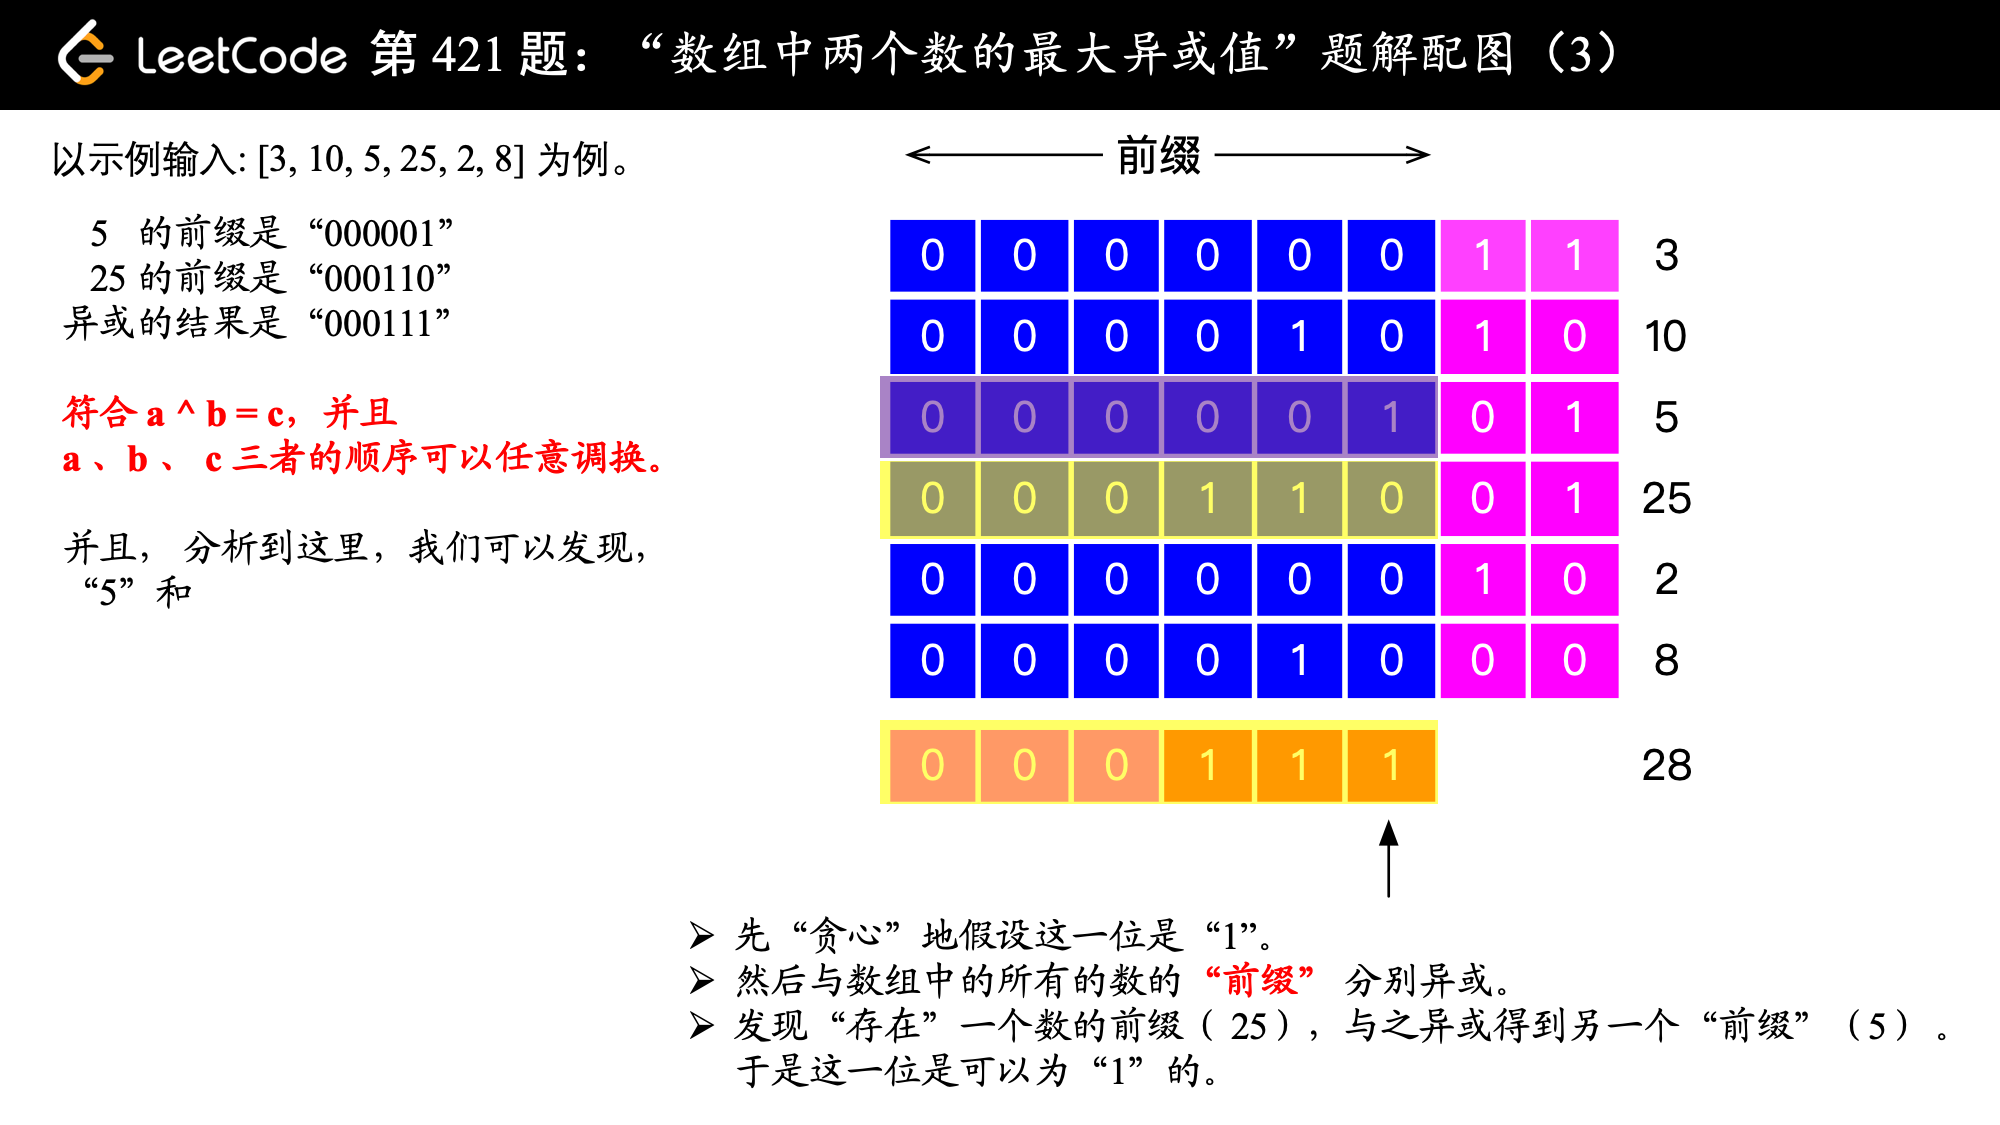 LeetCode 第 421 题：“数组中两个数的最大异或值”题解配图（3）
以示例输入: [3, 10, 5, 25, 2, 8] 为例。
5 的前缀是“000001”
25 的前缀是“000110”
异或的结果是“000111”
符合 a ^ b = c，并且
a 、b 、 c 三者的顺序可以任意调换。
并且， 分析到这里，我们可以发现，
“5”和
前缀
0 0 0 0 0 0 1 1 3
0 0 0 0 1 0 1 0 10
0 0 0 0 0 1 0 1 5
0 0 0 1 1 0 0 1 25
0 0 0 0 0 0 1 0 2
0 0 0 0 1 0 0 0 8
0 0 0 1 1 1 28
➢ 先“贪心”地假设这一位是“1”。
➢ 然后与数组中的所有的数的“前缀” 分别异或。
➢ 发现“存在”一个数的前缀（ 25），与之异或得到另一个“前缀”（5）。
于是这一位是可以为“1”的。